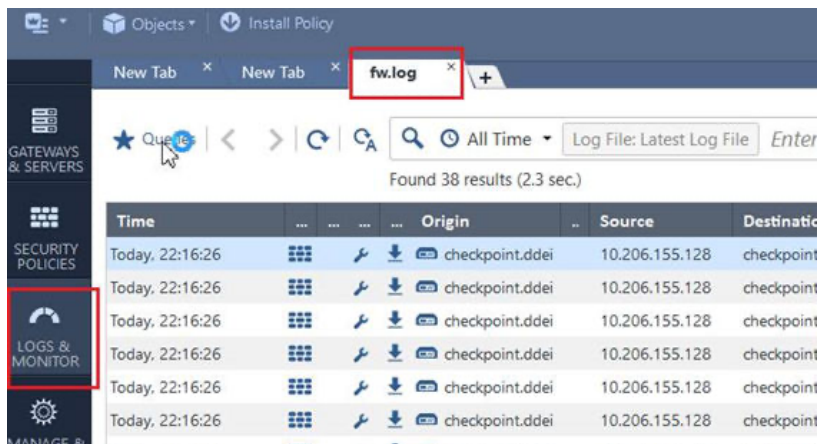 Objects Install Policy
New Tab × New Tab × fw.log × +
GATEWAYS
& SERVERS
All Time Log File: Latest Log File Enter
Found 38 results (2.3 sec.)
Time ... ... ... ... Origin .. Source Destinatic
SECURITY
POLICIES
Today, 22:16:26 checkpoint.ddei 10.206.155.128 checkpoint
Today, 22:16:26 checkpoint.ddei 10.206.155.128 checkpoint
Today, 22:16:26 checkpoint.ddei 10.206.155.128 checkpoint
LOGS &
MONITOR
Today, 22:16:26 checkpoint.ddei 10.206.155.128 checkpoint
Today, 22:16:26 checkpoint.ddei 10.206.155.128 checkpoint
Today, 22:16:26 checkpoint.ddei 10.206.155.128 checkpoint
MANAGE &